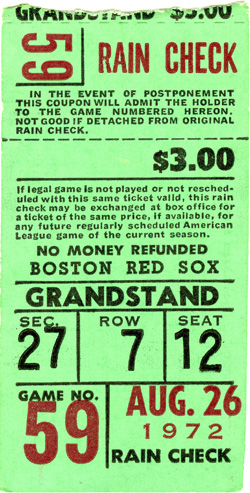 GRANDSTAND $3.00
59
RAIN CHECK
IN THE EVENT OF POSTPONEMENT
THIS COUPON WILL ADMIT THE HOLDER
TO THE GAME NUMBERED HEREON.
NOT GOOD IF DETACHED FROM ORIGINAL
RAIN CHECK.
$3.00
If legal game is not played or not resched-
uled with this same ticket valid, this rain
check may be exchanged at box office for
a ticket of the same price, if available, for
any future regularly scheduled American
League game of the current season.
NO MONEY REFUNDED
BOSTON RED SOX
GRANDSTAND
SEC. ROW SEAT
27 7 12
GAME NO.
59
AUG. 26
1972
RAIN CHECK